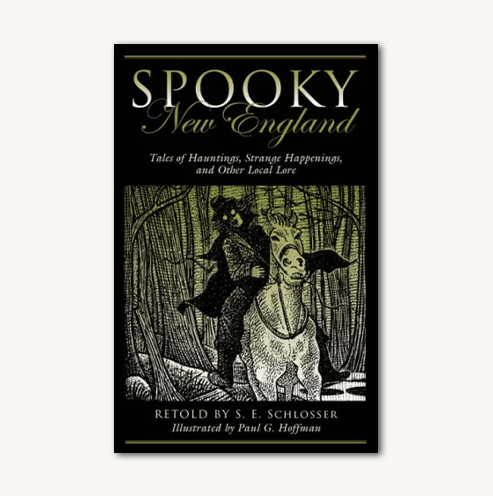 SPOOKY
New England
Tales of Hauntings, Strange Happenings,
and Other Local Lore
RETOLD BY S. E. SCHLOSSER
Illustrated by Paul G. Hoffman